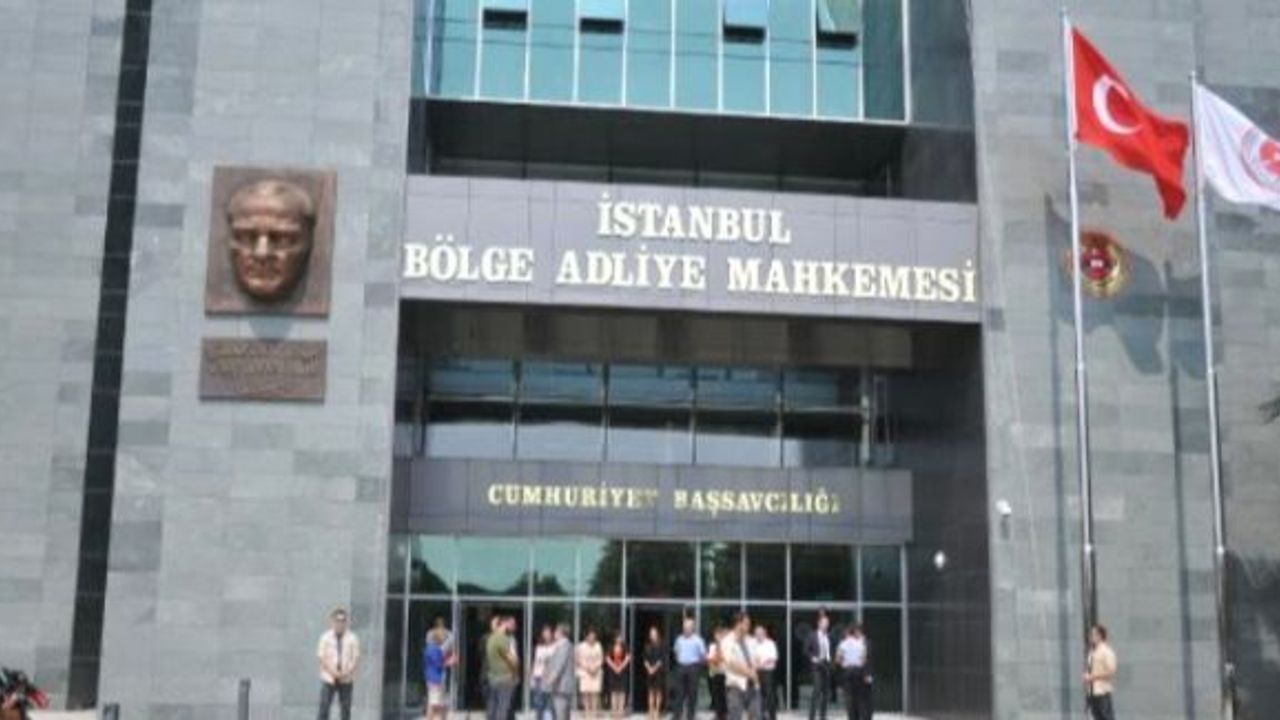 İSTANBUL
BÖLGE ADLİYE MAHKEMESİ
CUMHURİYET BAŞSAVCILIĞI